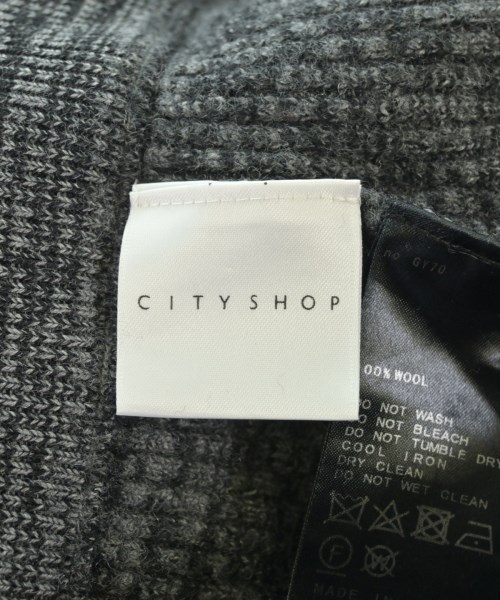 CITYSHOP
00% WOOL
DO NOT WASH
DO NOT BLEACH
DO NOT TUMBLE DRY
COOL IRON
DRY CLEAN
DO NOT WET CLEAN
F
MADE